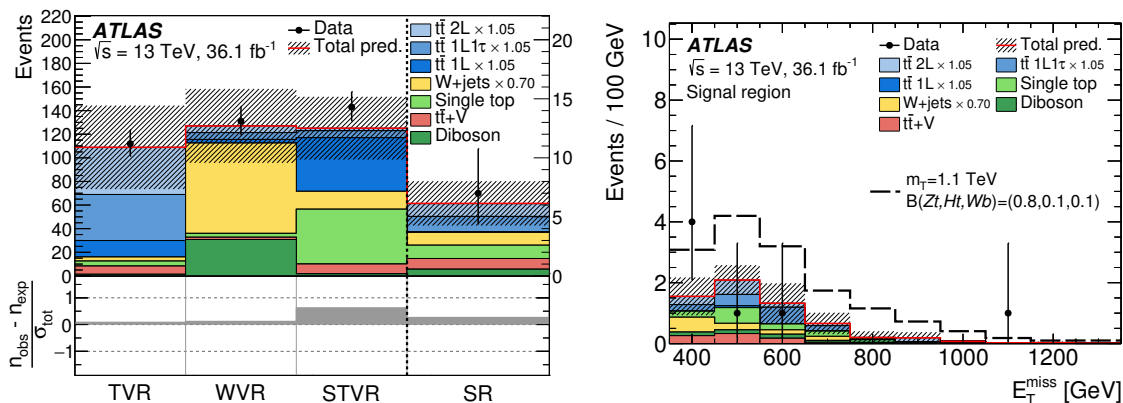 Events
220
200
180
160
140
120
100
80
60
40
20
0
ATLAS
√s = 13 TeV, 36.1 fb⁻¹
Data
Total pred.
tt̄ 2L × 1.05
tt̄ 1L1τ × 1.05
tt̄ 1L × 1.05
W+jets × 0.70
Single top
tt̄+V
Diboson
20
15
10
5
0
n_obs - n_exp
σ_tot
1
0
−1
TVR WVR STVR SR
Events / 100 GeV
10
8
6
4
2
0
ATLAS
√s = 13 TeV, 36.1 fb⁻¹
Signal region
Data Total pred.
tt̄ 2L × 1.05 tt̄ 1L1τ × 1.05
tt̄ 1L × 1.05 Single top
W+jets × 0.70 Diboson
tt̄+V
m_T=1.1 TeV
B(Zt,Ht,Wb)=(0.8,0.1,0.1)
400 600 800 1000 1200
E_T^miss [GeV]